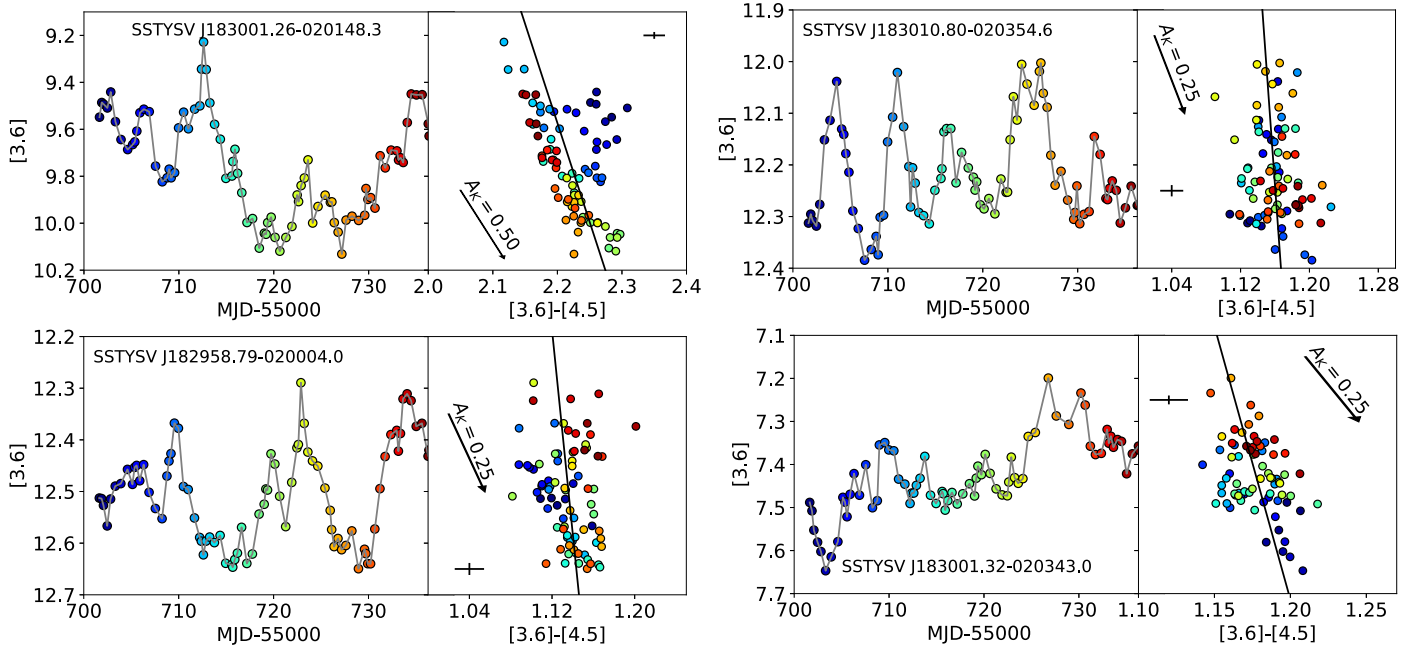 SSTYSV J183001.26-020148.3
9.2
9.4
9.6
9.8
10.0
10.2
[3.6]
A_K = 0.50
700 710 720 730 2.0 2.1 2.2 2.3 2.4
MJD-55000 [3.6]-[4.5]
SSTYSV J183010.80-020354.6
11.9
12.0
12.1
12.2
12.3
12.4
[3.6]
A_K = 0.25
700 710 720 730 1.04 1.12 1.20 1.28
MJD-55000 [3.6]-[4.5]
SSTYSV J182958.79-020004.0
12.2
12.3
12.4
12.5
12.6
12.7
[3.6]
A_K = 0.25
700 710 720 730 1.04 1.12 1.20
MJD-55000 [3.6]-[4.5]
7.1
7.2
7.3
7.4
7.5
7.6
7.7
[3.6]
A_K = 0.25
SSTYSV J183001.32-020343.0
700 710 720 730 1.10 1.15 1.20 1.25
MJD-55000 [3.6]-[4.5]